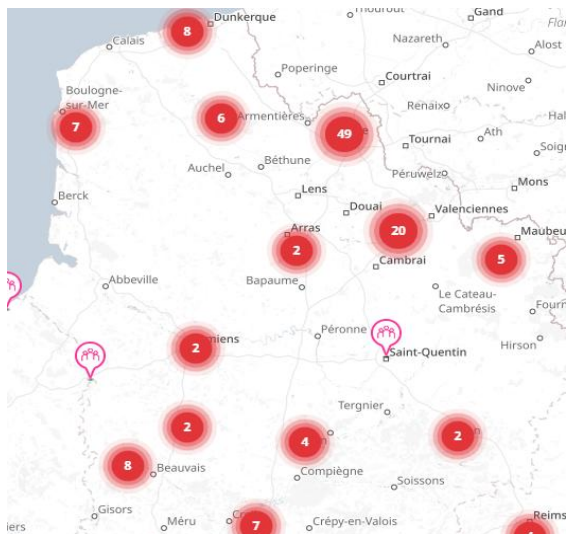 Thourout
Gand
8
Dunkerque
Calais
Nazareth
Alost
Poperinge
Courtrai
Ninove
Boulogne-
sur-Mer
Renaix
7
6
Armentières
49
Tournai
Ath
Auchel
Béthune
Péruwelz
Mons
Berck
Lens
Douai
Valenciennes
Arras
20
Maubeu
2
5
Cambrai
Abbeville
Bapaume
Le Cateau-
Cambrésis
Fourn
Péronne
2
miens
Saint-Quentin
Hirson
Tergnier
2
4
2
8
Beauvais
Compiègne
Soissons
Gisors
Méru
7
Crépy-en-Valois
Reims